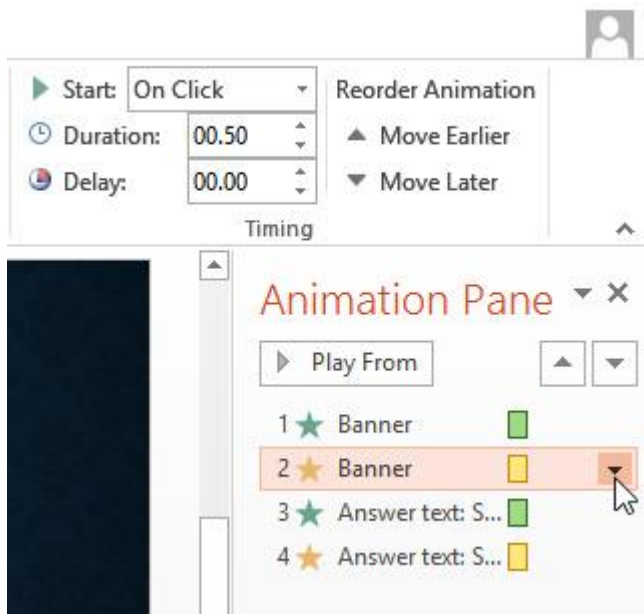 Start: On Click Reorder Animation
Duration: 00.50 Move Earlier
Delay: 00.00 Move Later
Timing
Animation Pane
Play From
1 Banner
2 Banner
3 Answer text: S...
4 Answer text: S...